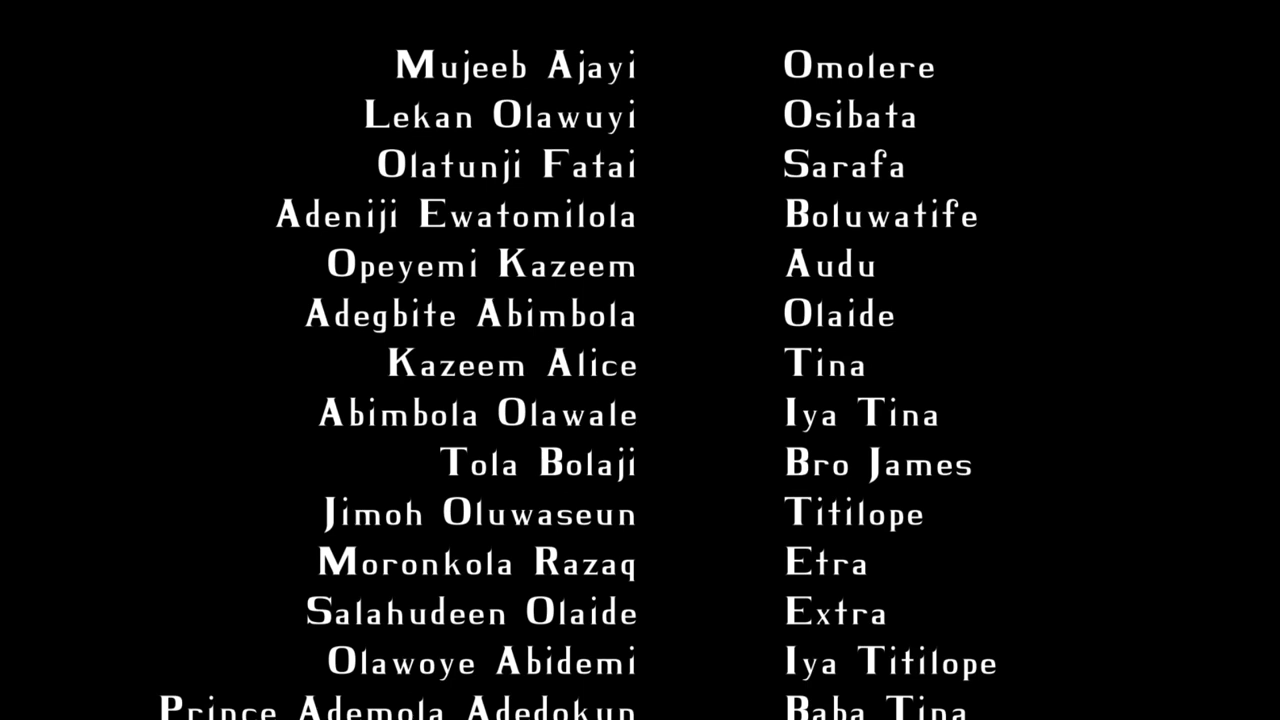 Mujeeb Ajayi Omolere
Lekan Olawuyi Osibata
Olatunji Fatai Sarafa
Adeniji Ewatomilola Boluwatife
Opeyemi Kazeem Audu
Adegbite Abimbola Olaide
Kazeem Alice Tina
Abimbola Olawale Iya Tina
Tola Bolaji Bro James
Jimoh Oluwaseun Titilope
Moronkola Razaq Etra
Salahudeen Olaide Extra
Olawoye Abidemi Iya Titilope
Prince Ademola Adedokun Baba Tina